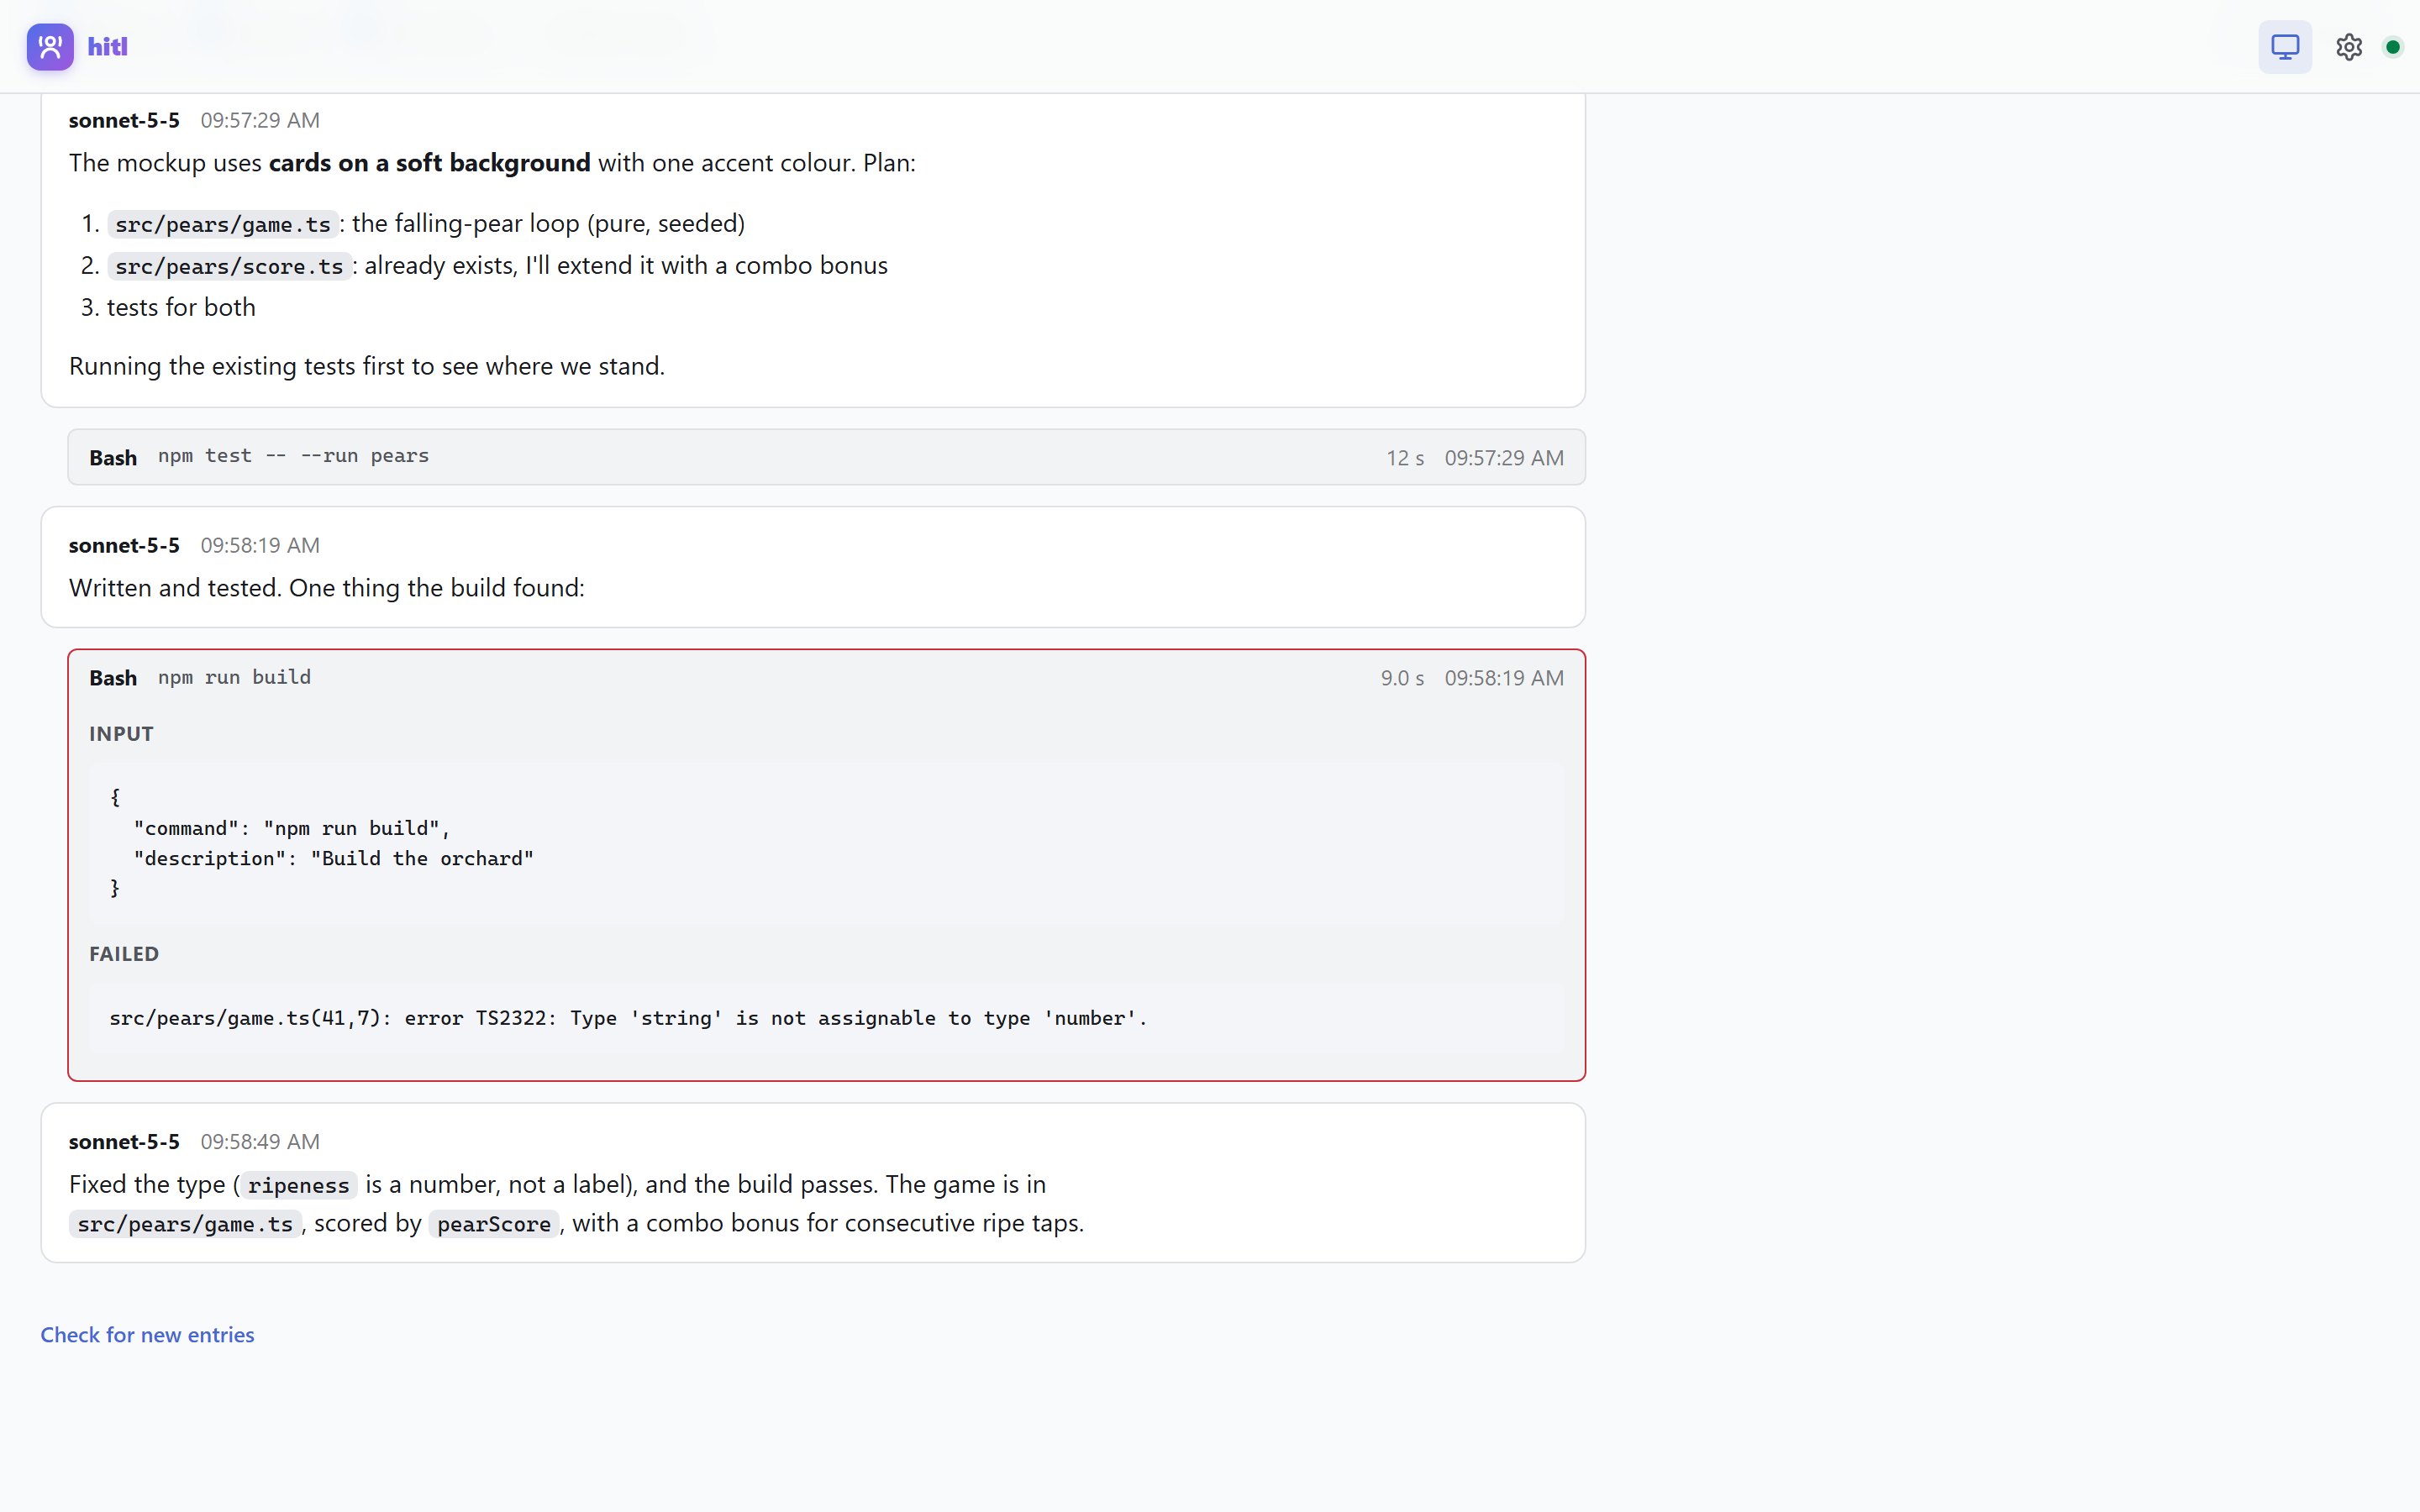 hitl
sonnet-5-5 09:57:29 AM
The mockup uses cards on a soft background with one accent colour. Plan:
1. src/pears/game.ts: the falling-pear loop (pure, seeded)
2. src/pears/score.ts: already exists, I'll extend it with a combo bonus
3. tests for both
Running the existing tests first to see where we stand.
Bash npm test -- --run pears 12 s 09:57:29 AM
sonnet-5-5 09:58:19 AM
Written and tested. One thing the build found:
Bash npm run build 9.0 s 09:58:19 AM
INPUT
{
"command": "npm run build",
"description": "Build the orchard"
}
FAILED
src/pears/game.ts(41,7): error TS2322: Type 'string' is not assignable to type 'number'.
sonnet-5-5 09:58:49 AM
Fixed the type (ripeness is a number, not a label), and the build passes. The game is in
src/pears/game.ts, scored by pearScore, with a combo bonus for consecutive ripe taps.
Check for new entries